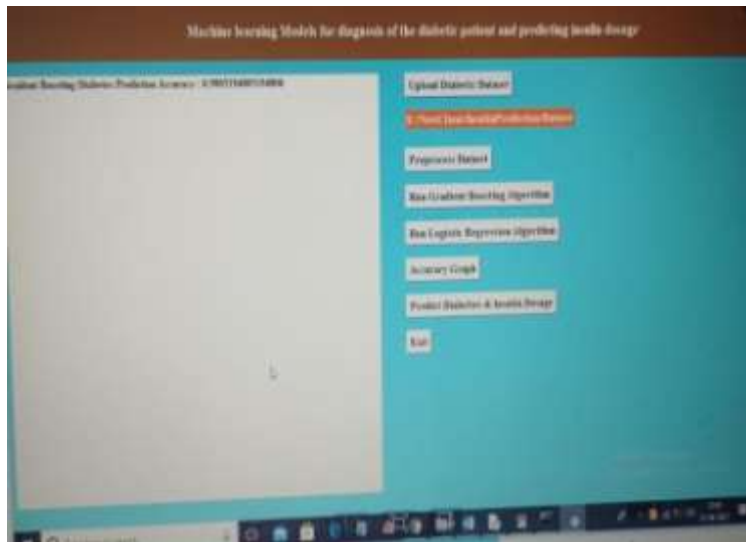 Machine learning Models for diagnosis of the diabetic patient and predicting insulin dosage
Gradient Boosting Diabetes Prediction Accuracy :
Upload Diabetic Dataset
Preprocess Dataset
Run Gradient Boosting Algorithm
Run Logistic Regression Algorithm
Accuracy Graph
Predict Diabetes & Insulin Dosage
Exit